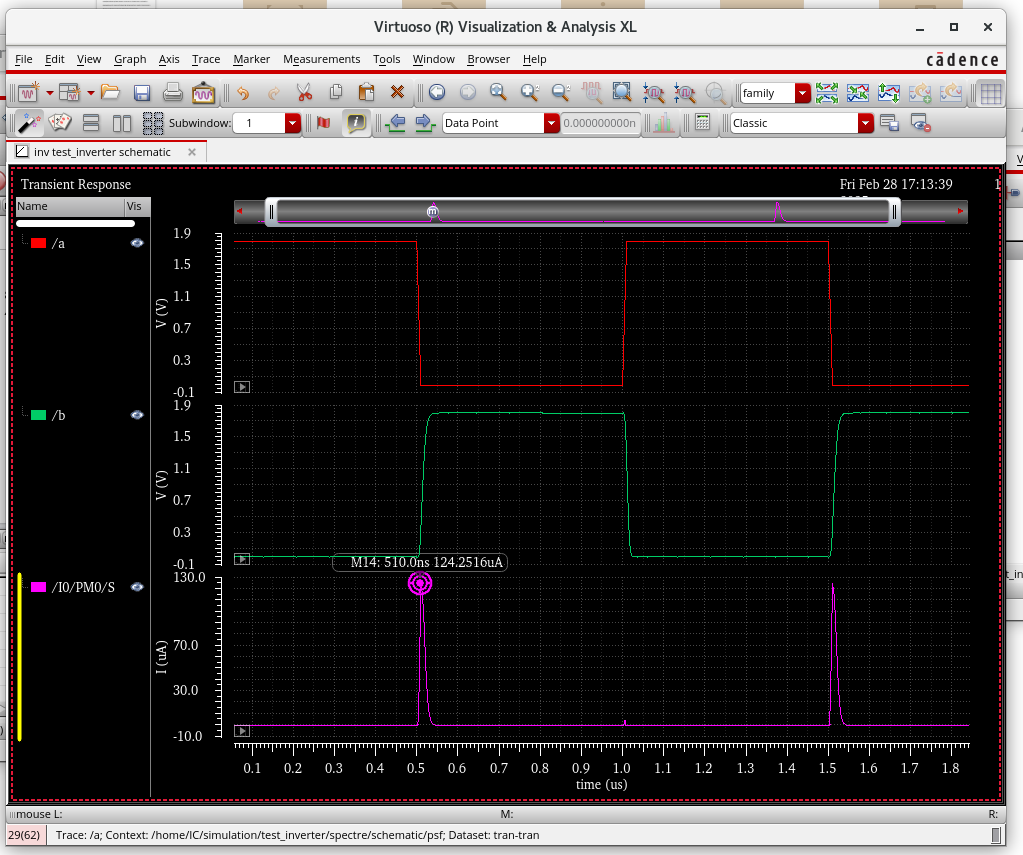 Virtuoso (R) Visualization & Analysis XL
File Edit View Graph Axis Trace Marker Measurements Tools Window Browser Help
cādence
family
Subwindow: 1
Data Point
0.000000000n
Classic
inv test_inverter schematic
Transient Response
Fri Feb 28 17:13:39
1
Name Vis
m
/a
1.9
1.5
1.1
0.7
0.3
-0.1
V (V)
/b
1.9
1.5
1.1
0.7
0.3
-0.1
V (V)
M14: 510.0ns 124.2516uA
/I0/PM0/S
130.0
70.0
30.0
-10.0
I (uA)
0.1 0.2 0.3 0.4 0.5 0.6 0.7 0.8 0.9 1.0 1.1 1.2 1.3 1.4 1.5 1.6 1.7 1.8
time (us)
mouse L: M: R:
29(62) Trace: /a; Context: /home/IC/simulation/test_inverter/spectre/schematic/psf; Dataset: tran-tran